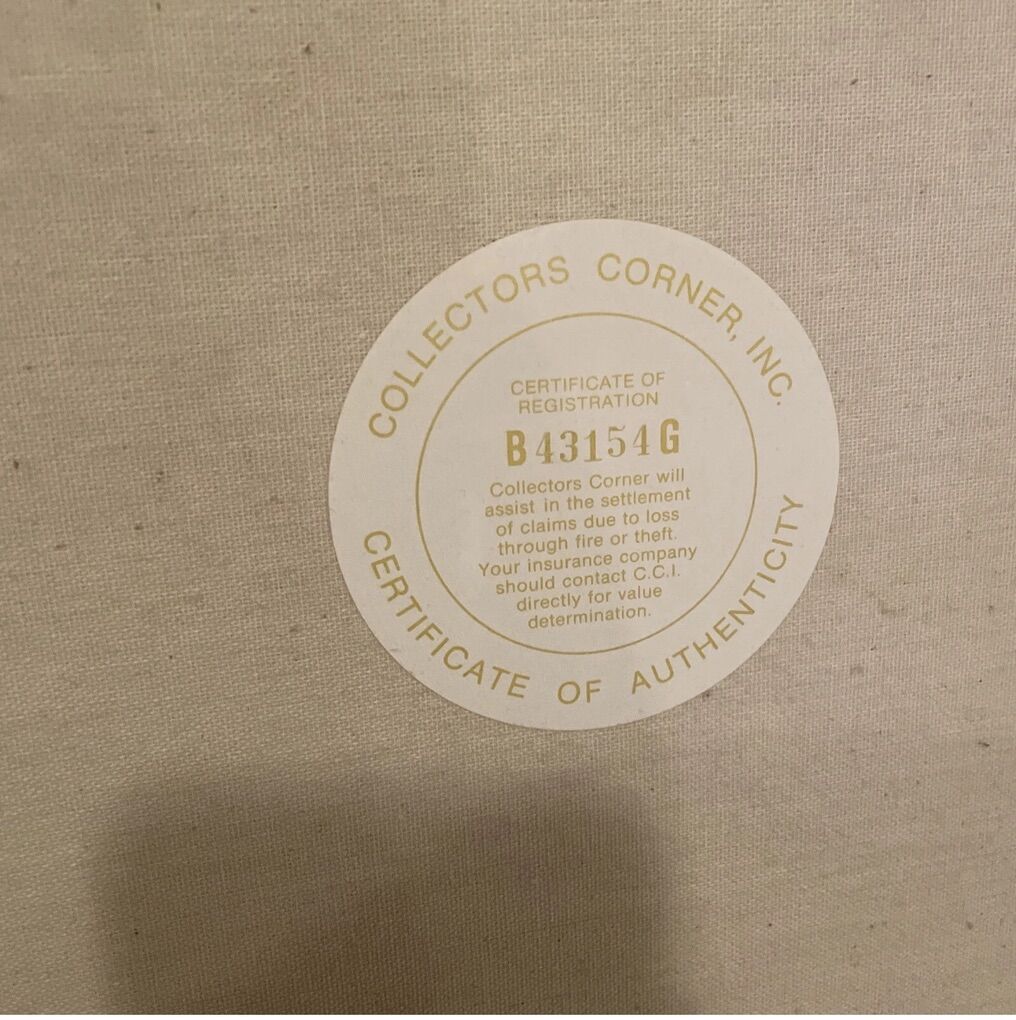 COLLECTORS CORNER, INC.
CERTIFICATE OF
REGISTRATION
B43154G
Collectors Corner will
assist in the settlement
of claims due to loss
through fire or theft.
Your insurance company
should contact C.C.I.
directly for value
determination.
CERTIFICATE OF AUTHENTICITY